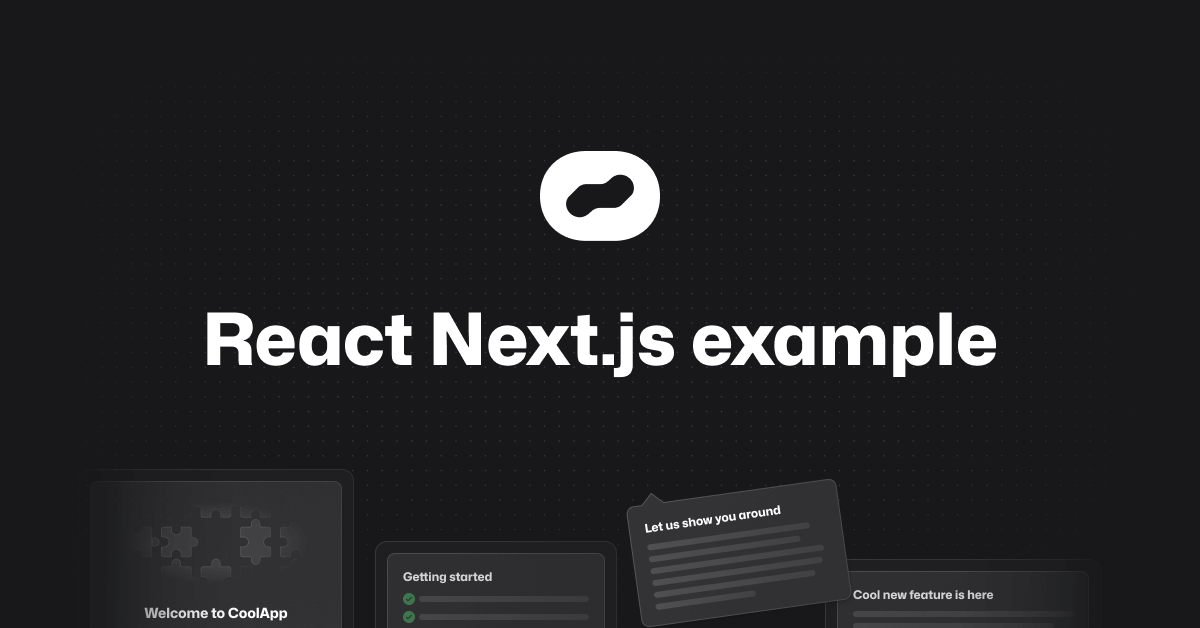 React Next.js example
Let us show you around
Getting started
Cool new feature is here
Welcome to CoolApp